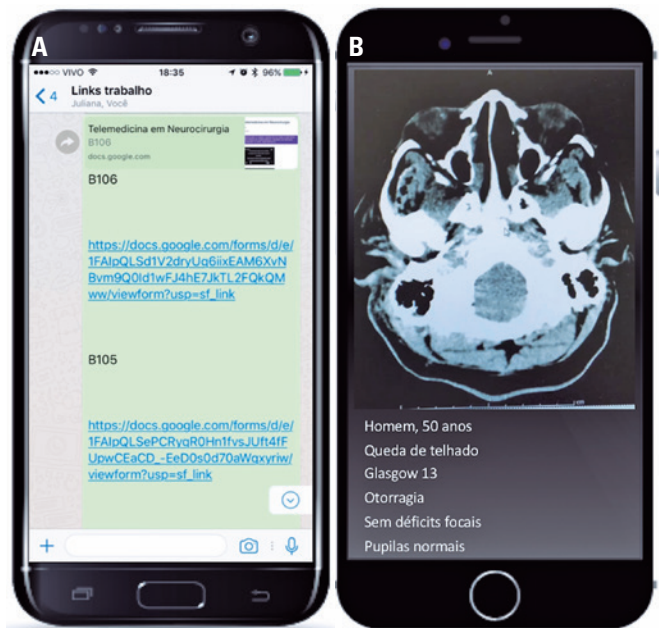 A
VIVO 18:35 96%
4 Links trabalho
Juliana, Você
Telemedicina em Neurocirurgia
B106
docs.google.com
B106
https://docs.google.com/forms/d/e/
1FAIpQLSd1V2dryUq6iixEAM6XvN
Bvm9Q0Id1wFJ4hE7JkTL2FQkQM
ww/viewform?usp=sf_link
B105
https://docs.google.com/forms/d/e/
1FAIpQLSePCRyqR0Hn1fvsJUft4fF
UpwCEaCD_-EeD0s0d70aWqxyriw/
viewform?usp=sf_link
B
A
Homem, 50 anos
Queda de telhado
Glasgow 13
Otorragia
Sem déficits focais
Pupilas normais